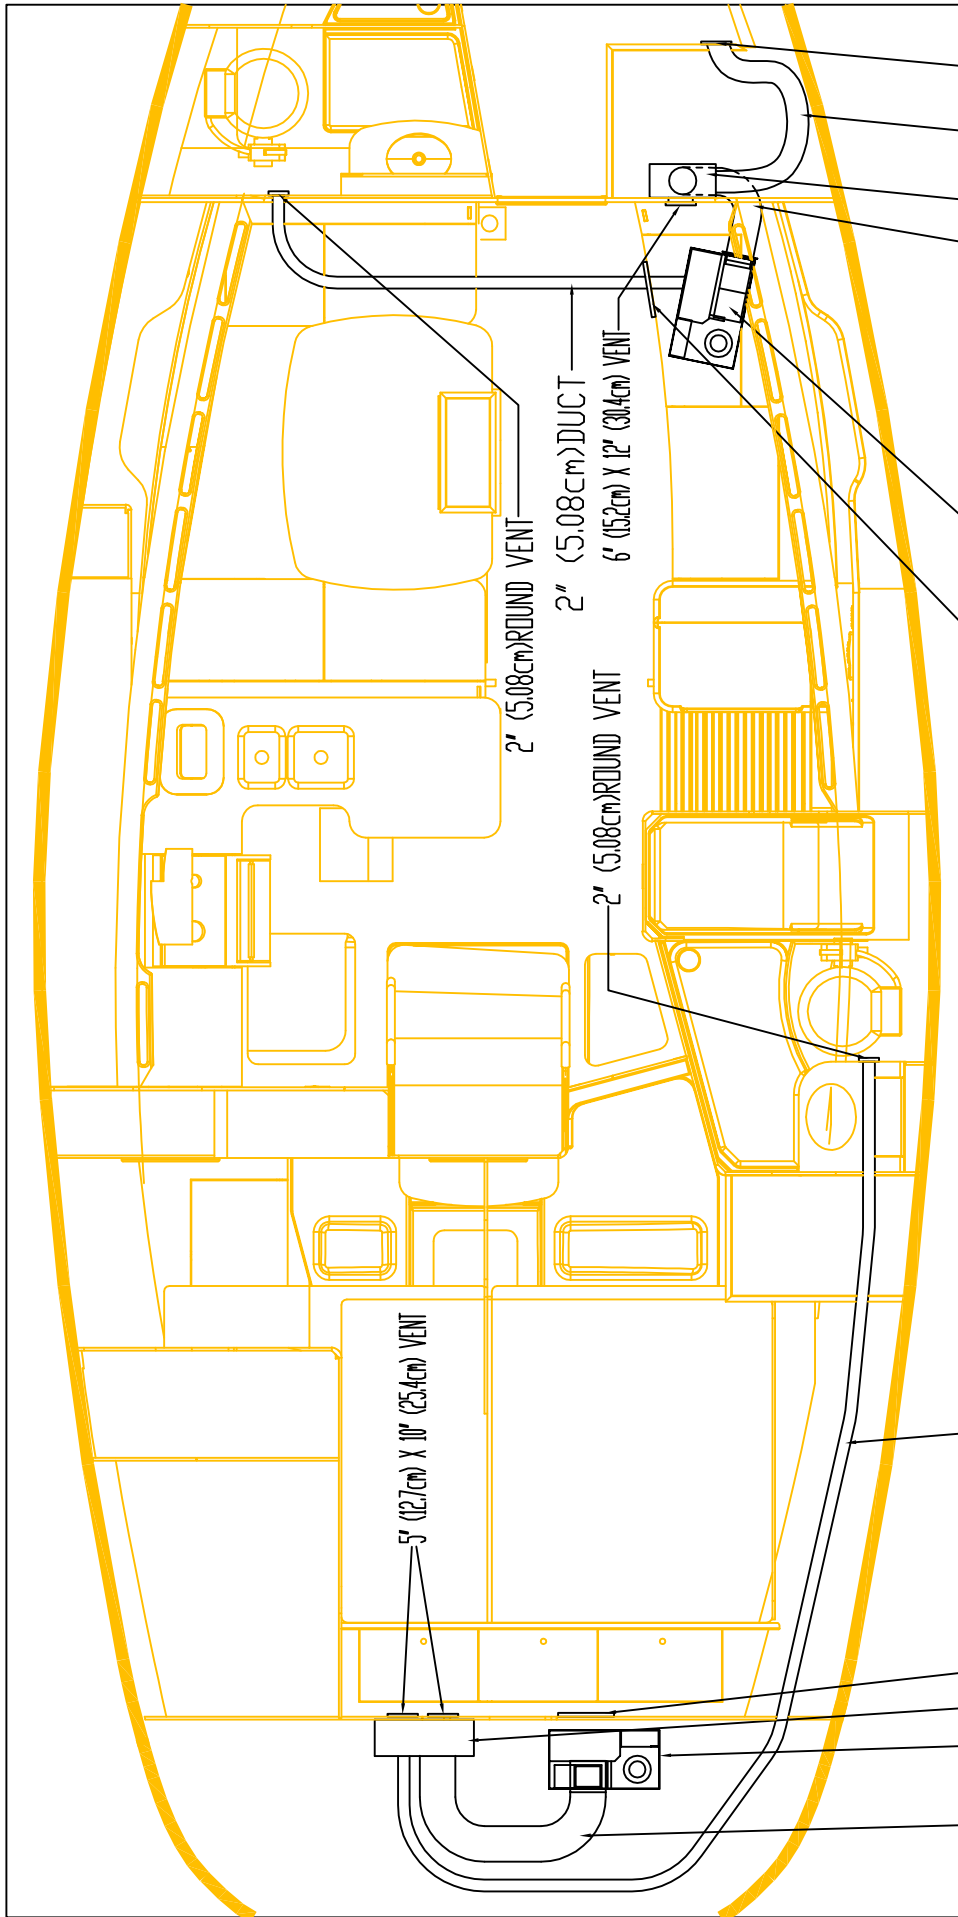 2" (5.08cm)ROUND VENT
2" (5.08cm)DUCT
6" (15.2cm) X 12" (30.4cm) VENT
2" (5.08cm)ROUND VENT
5" (12.7cm) X 10" (25.4cm) VENT